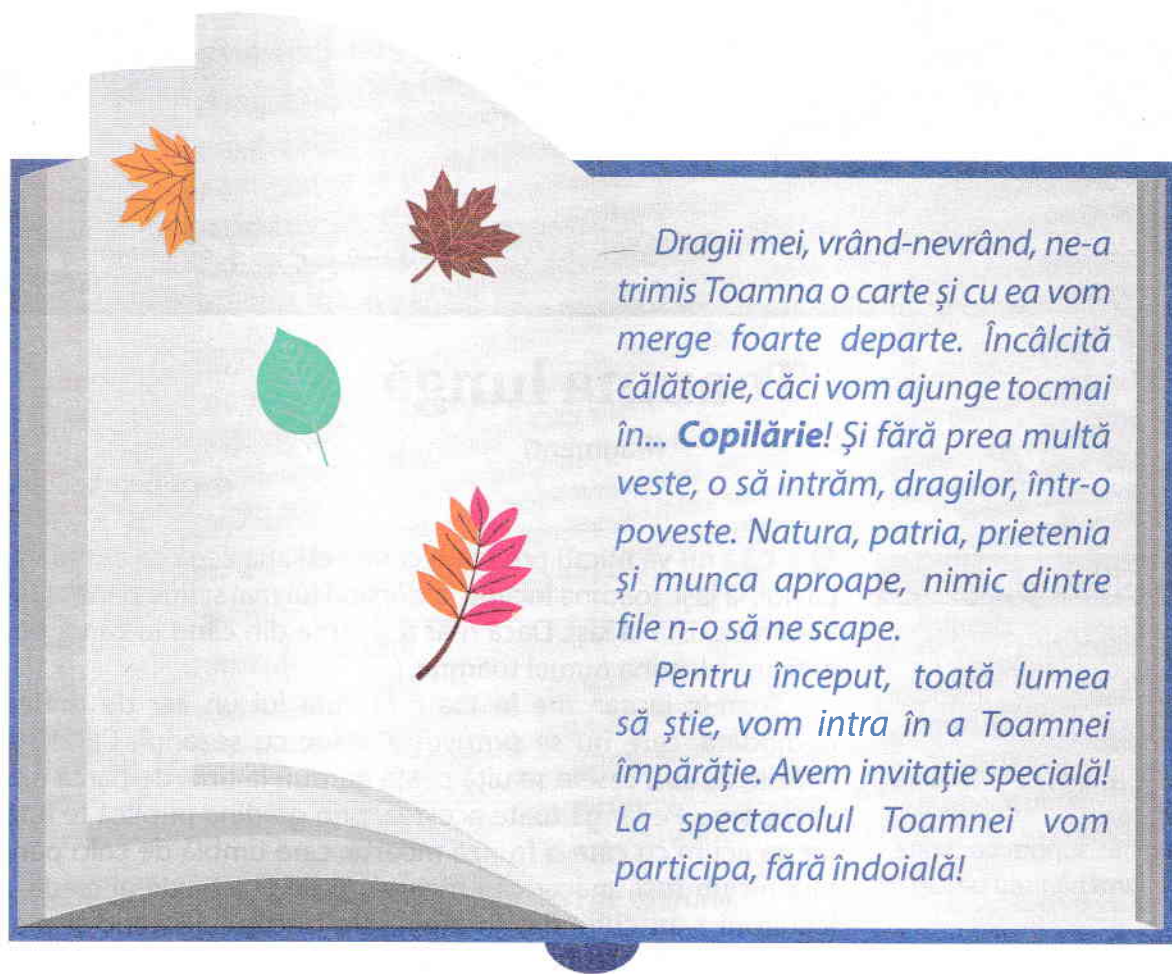 Dragii mei, vrând-nevrând, ne-a
trimis Toamna o carte și cu ea vom
merge foarte departe. Încâlcită
călătorie, căci vom ajunge tocmai
în... Copilărie! Și fără prea multă
veste, o să intrăm, dragilor, într-o
poveste. Natura, patria, prietenia
și munca aproape, nimic dintre
file n-o să ne scape.
Pentru început, toată lumea
să știe, vom intra în a Toamnei
împărăție. Avem invitație specială!
La spectacolul Toamnei vom
participa, fără îndoială!